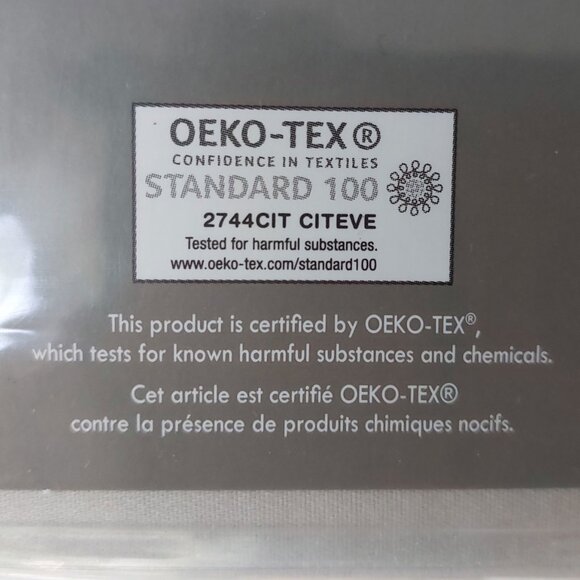 OEKO-TEX®
CONFIDENCE IN TEXTILES
STANDARD 100
2744CIT CITEVE
Tested for harmful substances.
www.oeko-tex.com/standard100
This product is certified by OEKO-TEX®,
which tests for known harmful substances and chemicals.
Cet article est certifié OEKO-TEX®
contre la présence de produits chimiques nocifs.